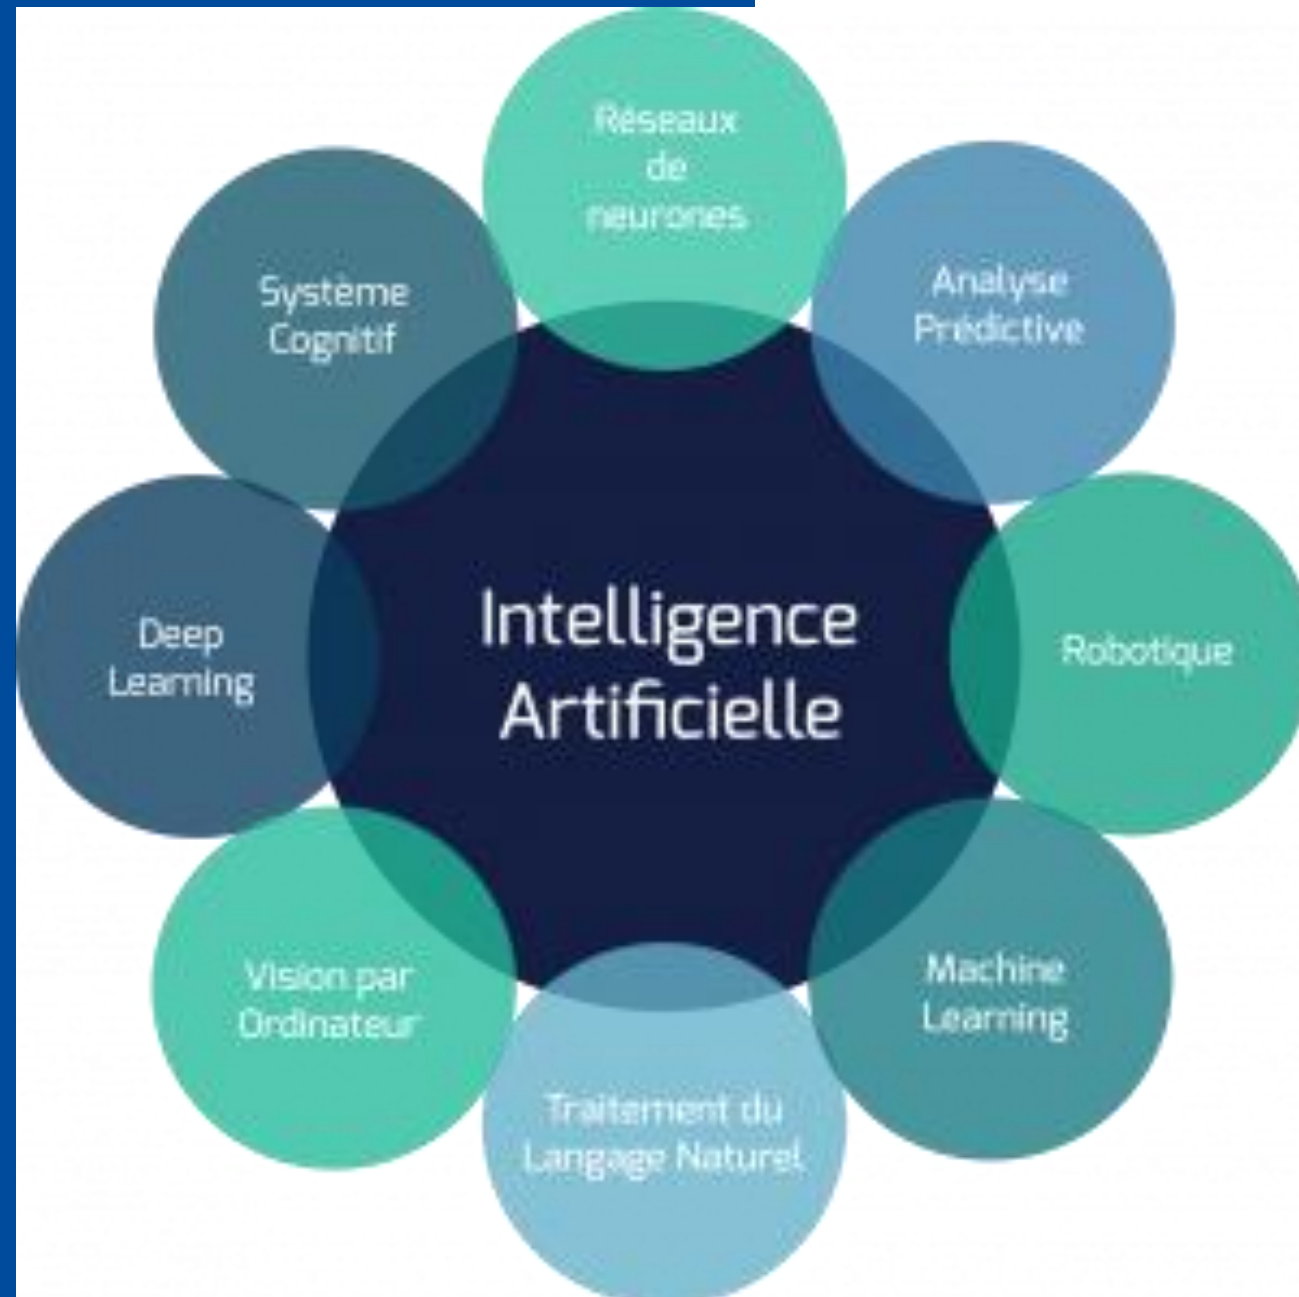 Réseaux
de
neurones
Analyse
Prédictive
Système
Cognitif
Intelligence
Artificielle
Deep
Learning
Robotique
Vision par
Ordinateur
Machine
Learning
Traitement du
Langage Naturel